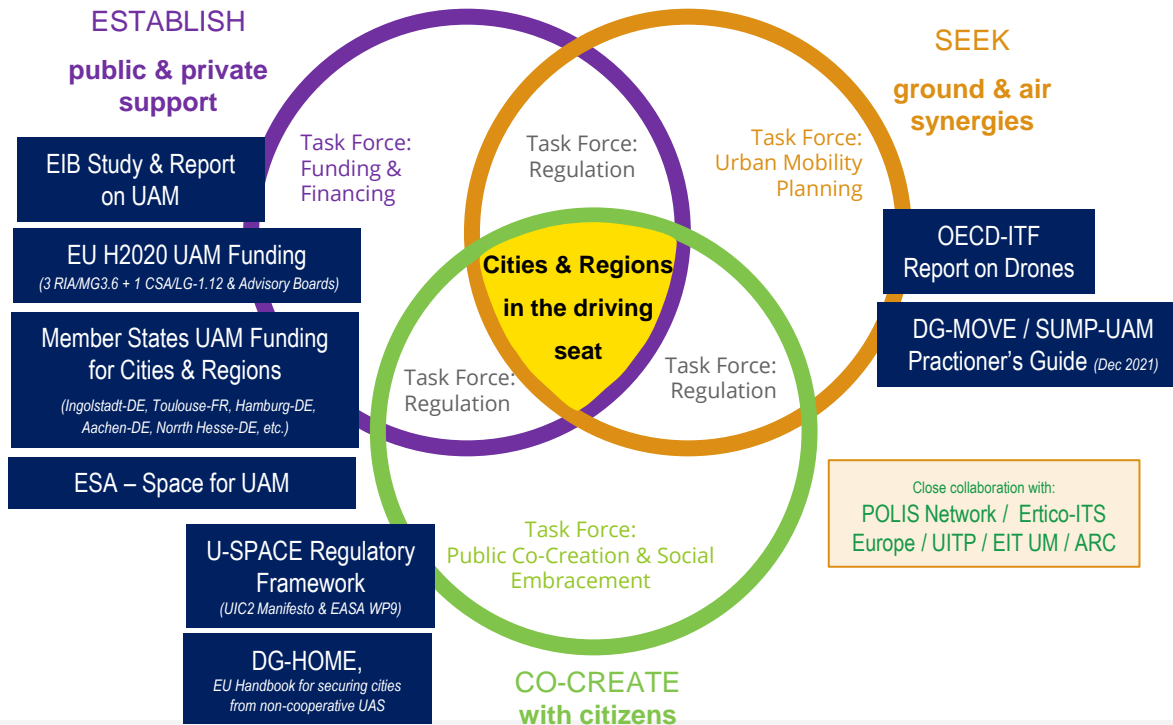 ESTABLISH
public & private
support
SEEK
ground & air
synergies
Task Force:
Funding &
Financing
Task Force:
Regulation
Task Force:
Urban Mobility
Planning
EIB Study & Report
on UAM
EU H2020 UAM Funding
(3 RIA/MG3.6 + 1 CSA/LG-1.12 & Advisory Boards)
Member States UAM Funding
for Cities & Regions
(Ingolstadt-DE, Toulouse-FR, Hamburg-DE,
Aachen-DE, Norrth Hesse-DE, etc.)
ESA – Space for UAM
Cities & Regions
in the driving
seat
OECD-ITF
Report on Drones
DG-MOVE / SUMP-UAM
Practioner's Guide (Dec 2021)
Task Force:
Regulation
Task Force:
Regulation
Close collaboration with:
POLIS Network / Ertico-ITS
Europe / UITP / EIT UM / ARC
U-SPACE Regulatory
Framework
(UIC2 Manifesto & EASA WP9)
Task Force:
Public Co-Creation & Social
Embracement
DG-HOME,
EU Handbook for securing cities
from non-cooperative UAS
CO-CREATE
with citizens